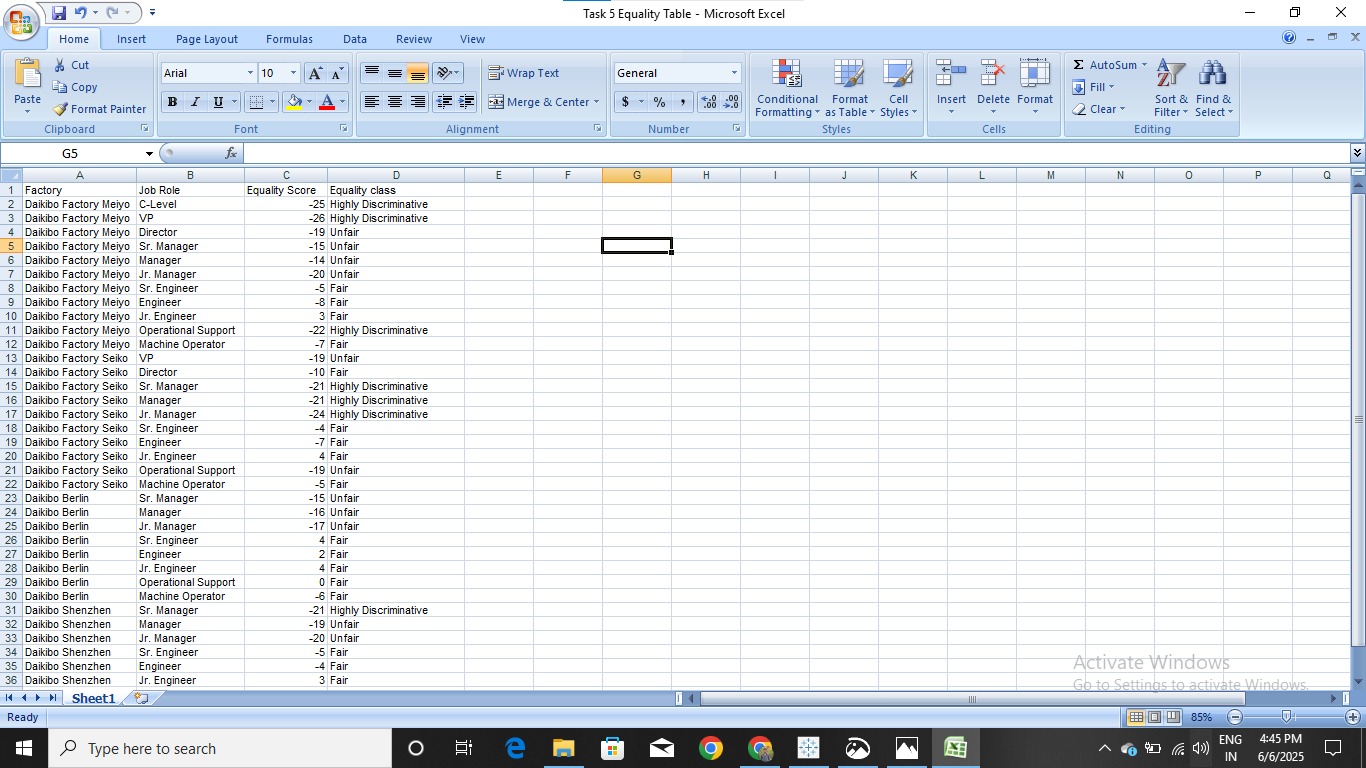 Task 5 Equality Table - Microsoft Excel
Home Insert Page Layout Formulas Data Review View
Paste Cut Copy Format Painter Clipboard
Arial 10 A A B I U A Font
Wrap Text Merge & Center Alignment
General $ % , Number
Conditional Formatting Format as Table Cell Styles Styles
Insert Delete Format Cells
Σ AutoSum Fill Clear Sort & Filter Find & Select Editing
G5 fx
A B C D E F G H I J K L M N O P Q
1 Factory Job Role Equality Score Equality class
2 Daikibo Factory Meiyo C-Level -25 Highly Discriminative
3 Daikibo Factory Meiyo VP -26 Highly Discriminative
4 Daikibo Factory Meiyo Director -19 Unfair
5 Daikibo Factory Meiyo Sr. Manager -15 Unfair
6 Daikibo Factory Meiyo Manager -14 Unfair
7 Daikibo Factory Meiyo Jr. Manager -20 Unfair
8 Daikibo Factory Meiyo Sr. Engineer -5 Fair
9 Daikibo Factory Meiyo Engineer -8 Fair
10 Daikibo Factory Meiyo Jr. Engineer 3 Fair
11 Daikibo Factory Meiyo Operational Support -22 Highly Discriminative
12 Daikibo Factory Meiyo Machine Operator -7 Fair
13 Daikibo Factory Seiko VP -19 Unfair
14 Daikibo Factory Seiko Director -10 Fair
15 Daikibo Factory Seiko Sr. Manager -21 Highly Discriminative
16 Daikibo Factory Seiko Manager -21 Highly Discriminative
17 Daikibo Factory Seiko Jr. Manager -24 Highly Discriminative
18 Daikibo Factory Seiko Sr. Engineer -4 Fair
19 Daikibo Factory Seiko Engineer -7 Fair
20 Daikibo Factory Seiko Jr. Engineer 4 Fair
21 Daikibo Factory Seiko Operational Support -19 Unfair
22 Daikibo Factory Seiko Machine Operator -5 Fair
23 Daikibo Berlin Sr. Manager -15 Unfair
24 Daikibo Berlin Manager -16 Unfair
25 Daikibo Berlin Jr. Manager -17 Unfair
26 Daikibo Berlin Sr. Engineer 4 Fair
27 Daikibo Berlin Engineer 2 Fair
28 Daikibo Berlin Jr. Engineer 4 Fair
29 Daikibo Berlin Operational Support 0 Fair
30 Daikibo Berlin Machine Operator -6 Fair
31 Daikibo Shenzhen Sr. Manager -21 Highly Discriminative
32 Daikibo Shenzhen Manager -19 Unfair
33 Daikibo Shenzhen Jr. Manager -20 Unfair
34 Daikibo Shenzhen Sr. Engineer -5 Fair
35 Daikibo Shenzhen Engineer -4 Fair
36 Daikibo Shenzhen Jr. Engineer 3 Fair
Activate Windows
Go to Settings to activate Windows.
Sheet1
Ready 85%
Type here to search
ENG 4:45 PM
IN 6/6/2025